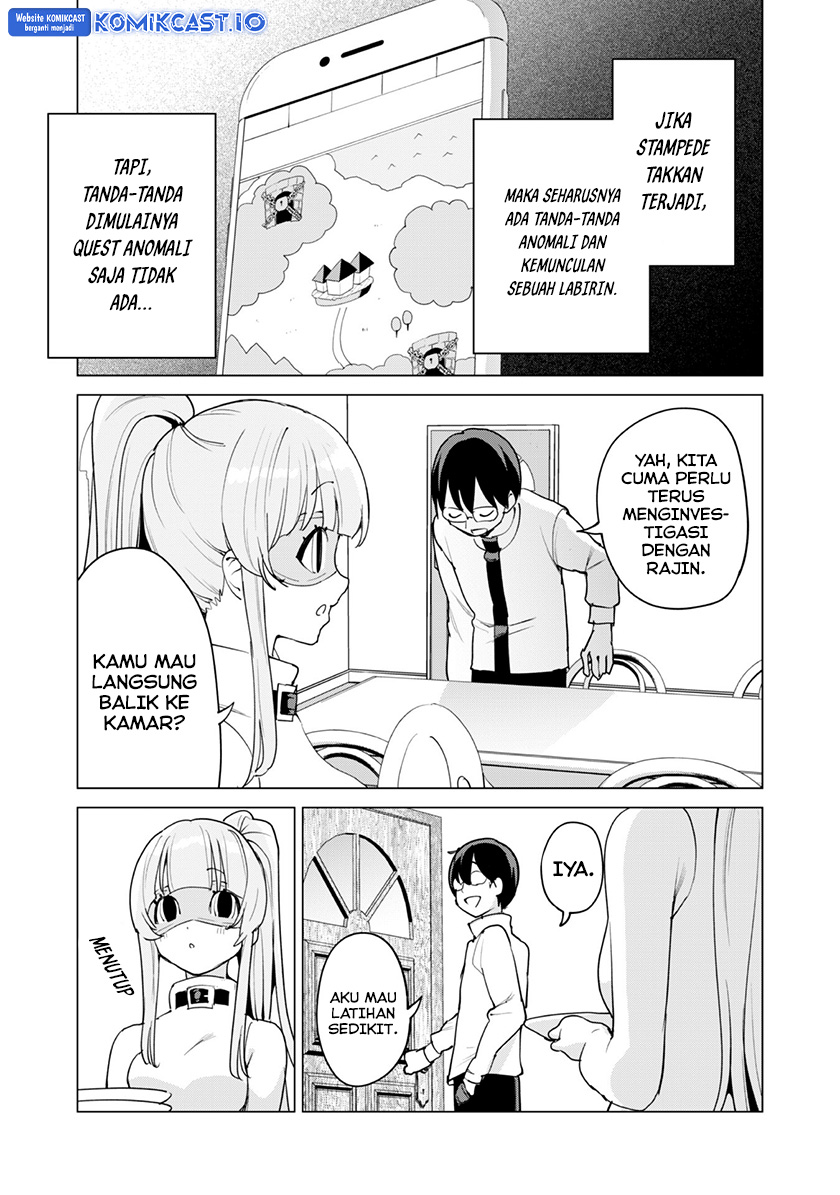 Website KOMIKCAST
berganti menjadi
KOMIKCAST.IO
JIKA
STAMPEDE
TAKKAN
TERJADI,
MAKA SEHARUSNYA
ADA TANDA-TANDA
ANOMALI DAN
KEMUNCULAN
SEBUAH LABIRIN.
TAPI,
TANDA-TANDA
DIMULAINYA
QUEST ANOMALI
SAJA TIDAK
ADA...
YAH, KITA
CUMA PERLU
TERUS
MENGINVES-
TIGASI
DENGAN
RAJIN.
KAMU MAU
LANGSUNG
BALIK KE
KAMAR?
IYA.
AKU MAU
LATIHAN
SEDIKIT.
MENUTUP